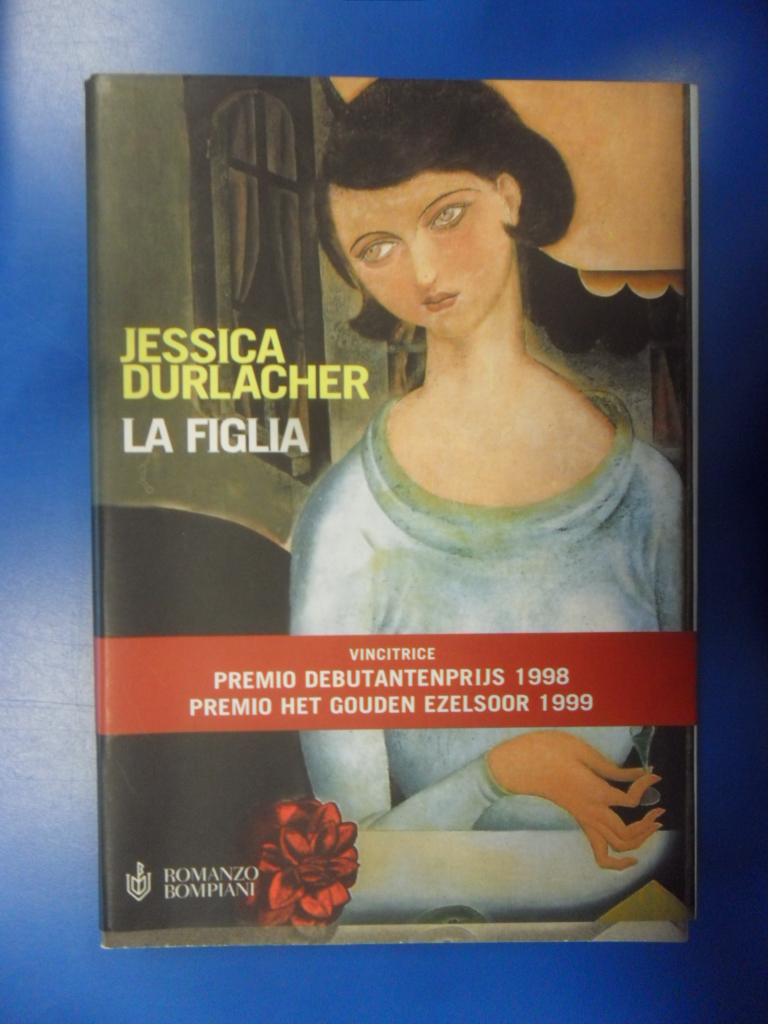 JESSICA
DURLACHER
LA FIGLIA
VINCITRICE
PREMIO DEBUTANTENPRIJS 1998
PREMIO HET GOUDEN EZELSOOR 1999
ROMANZO
BOMPIANI